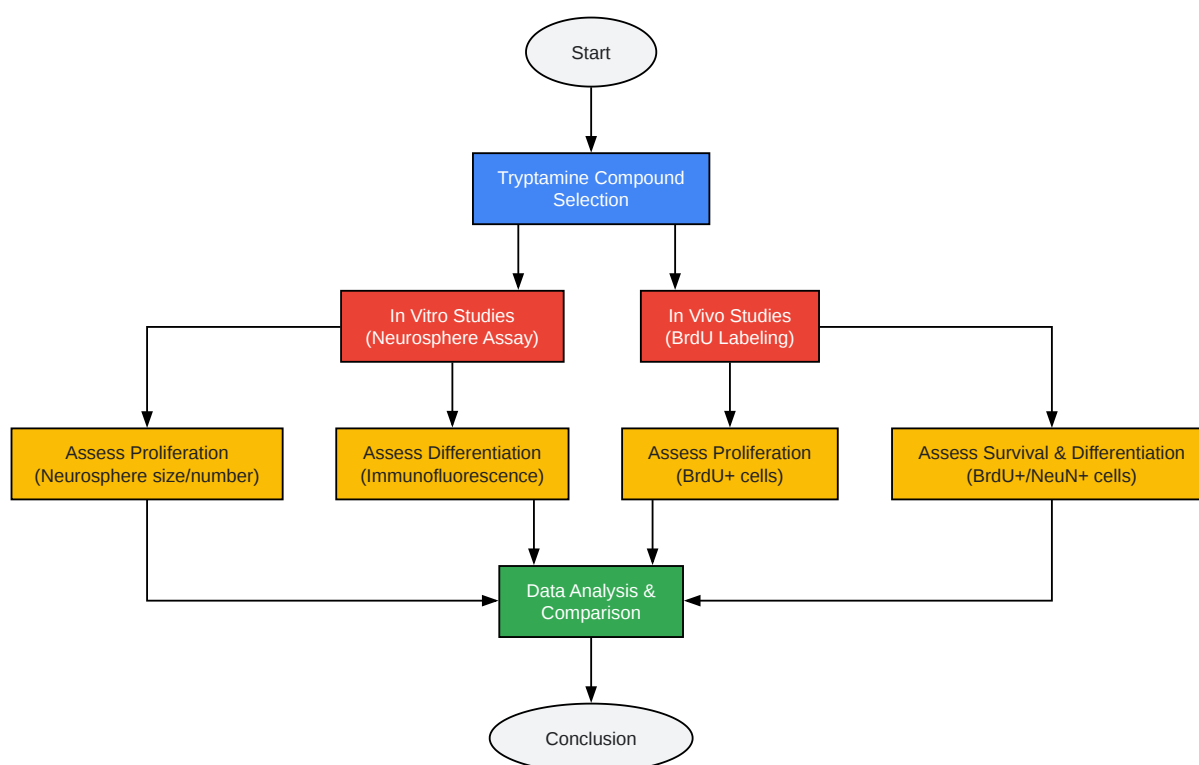 Start
Tryptamine Compound
Selection
In Vitro Studies
(Neurosphere Assay)
In Vivo Studies
(BrdU Labeling)
Assess Proliferation
(Neurosphere size/number)
Assess Differentiation
(Immunofluorescence)
Assess Proliferation
(BrdU+ cells)
Assess Survival & Differentiation
(BrdU+/NeuN+ cells)
Data Analysis &
Comparison
Conclusion